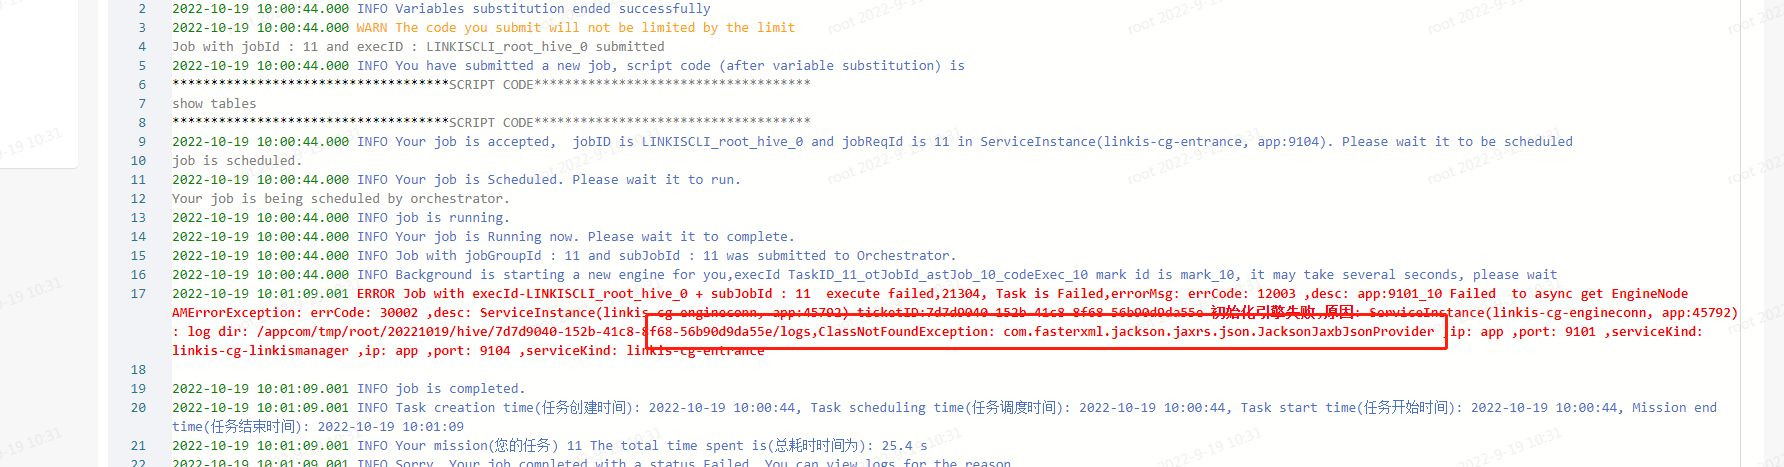 2 2022-10-19 10:00:44.000 INFO Variables substitution ended successfully
3 2022-10-19 10:00:44.000 WARN The code you submit will not be limited by the limit
4 Job with jobId : 11 and execID : LINKISCLI_root_hive_0 submitted
5 2022-10-19 10:00:44.000 INFO You have submitted a new job, script code (after variable substitution) is
6 ************************************SCRIPT CODE************************************
7 show tables
8 ************************************SCRIPT CODE************************************
9 2022-10-19 10:00:44.000 INFO Your job is accepted,  jobID is LINKISCLI_root_hive_0 and jobReqId is 11 in ServiceInstance(linkis-cg-entrance, app:9104). Please wait it to be scheduled
10 job is scheduled.
11 2022-10-19 10:00:44.000 INFO Your job is Scheduled. Please wait it to run.
12 Your job is being scheduled by orchestrator.
13 2022-10-19 10:00:44.000 INFO job is running.
14 2022-10-19 10:00:44.000 INFO Your job is Running now. Please wait it to complete.
15 2022-10-19 10:00:44.000 INFO Job with jobGroupId : 11 and subJobId : 11 was submitted to Orchestrator.
16 2022-10-19 10:00:44.000 INFO Background is starting a new engine for you,execId TaskID_11_otJobId_astJob_10_codeExec_10 mark id is mark_10, it may take several seconds, please wait
17 2022-10-19 10:01:09.001 ERROR Job with execId-LINKISCLI_root_hive_0 + subJobId : 11  execute failed,21304, Task is Failed,errorMsg: errCode: 12003 ,desc: app:9101_10 Failed  to async get EngineNode
AMErrorException: errCode: 30002 ,desc: ServiceInstance(linkis-cg-engineconn, app:45792) ticketID:7d7d9040-152b-41c8-8f68-56b90d9da55e 初始化引擎失败,原因: ServiceInstance(linkis-cg-engineconn, app:45792)
: log dir: /appcom/tmp/root/20221019/hive/7d7d9040-152b-41c8-8f68-56b90d9da55e/logs,ClassNotFoundException: com.fasterxml.jackson.jaxrs.json.JacksonJaxbJsonProvider ,ip: app ,port: 9101 ,serviceKind:
linkis-cg-linkismanager ,ip: app ,port: 9104 ,serviceKind: linkis-cg-entrance
18
19 2022-10-19 10:01:09.001 INFO job is completed.
20 2022-10-19 10:01:09.001 INFO Task creation time(任务创建时间): 2022-10-19 10:00:44, Task scheduling time(任务调度时间): 2022-10-19 10:00:44, Task start time(任务开始时间): 2022-10-19 10:00:44, Mission end
time(任务结束时间): 2022-10-19 10:01:09
21 2022-10-19 10:01:09.001 INFO Your mission(您的任务) 11 The total time spent is(总耗时时间为): 25.4 s
22 2022-10-19 10:01:09.001 INFO Sorry, Your job completed with a status Failed. You can view logs for the reason.